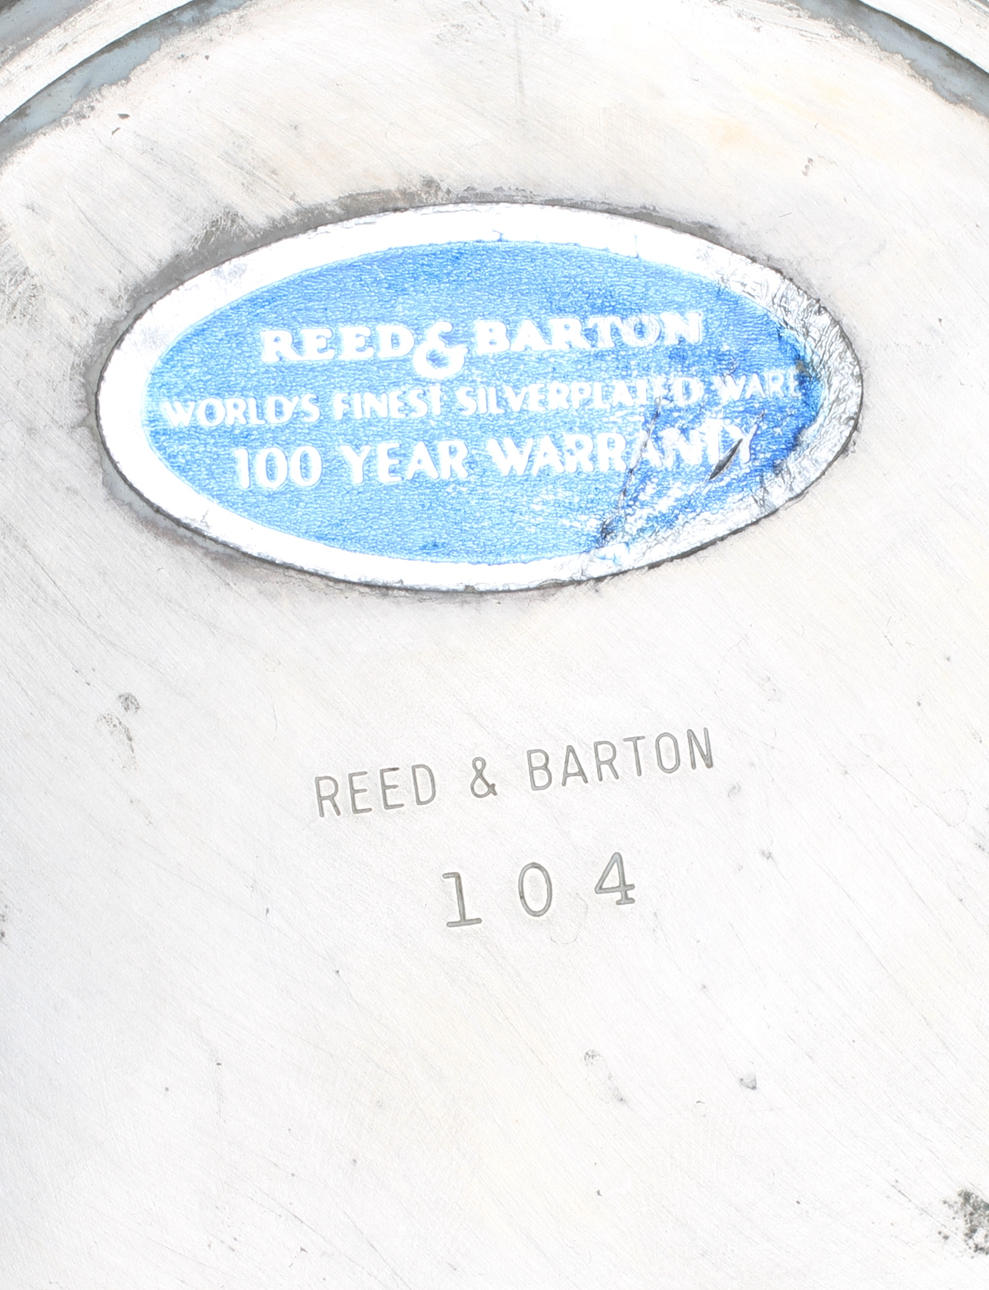 REED & BARTON
WORLD'S FINEST SILVERPLATED WARE
100 YEAR WARRANTY
REED & BARTON
104